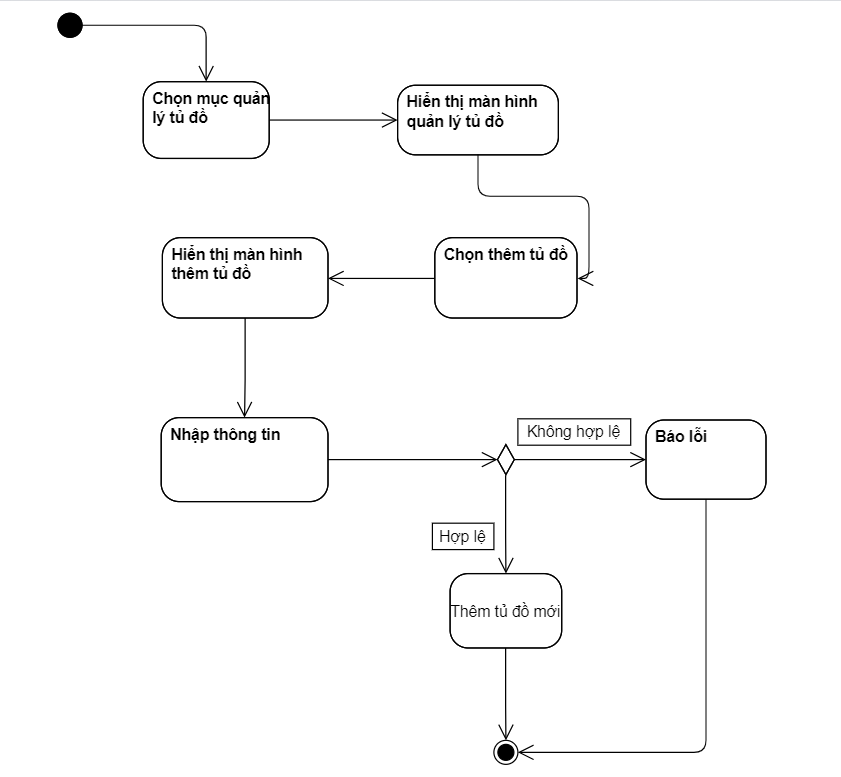 Chọn mục quản
lý tủ đồ
Hiển thị màn hình
quản lý tủ đồ
Hiển thị màn hình
thêm tủ đồ
Chọn thêm tủ đồ
Nhập thông tin
Không hợp lệ
Báo lỗi
Hợp lệ
Thêm tủ đồ mới